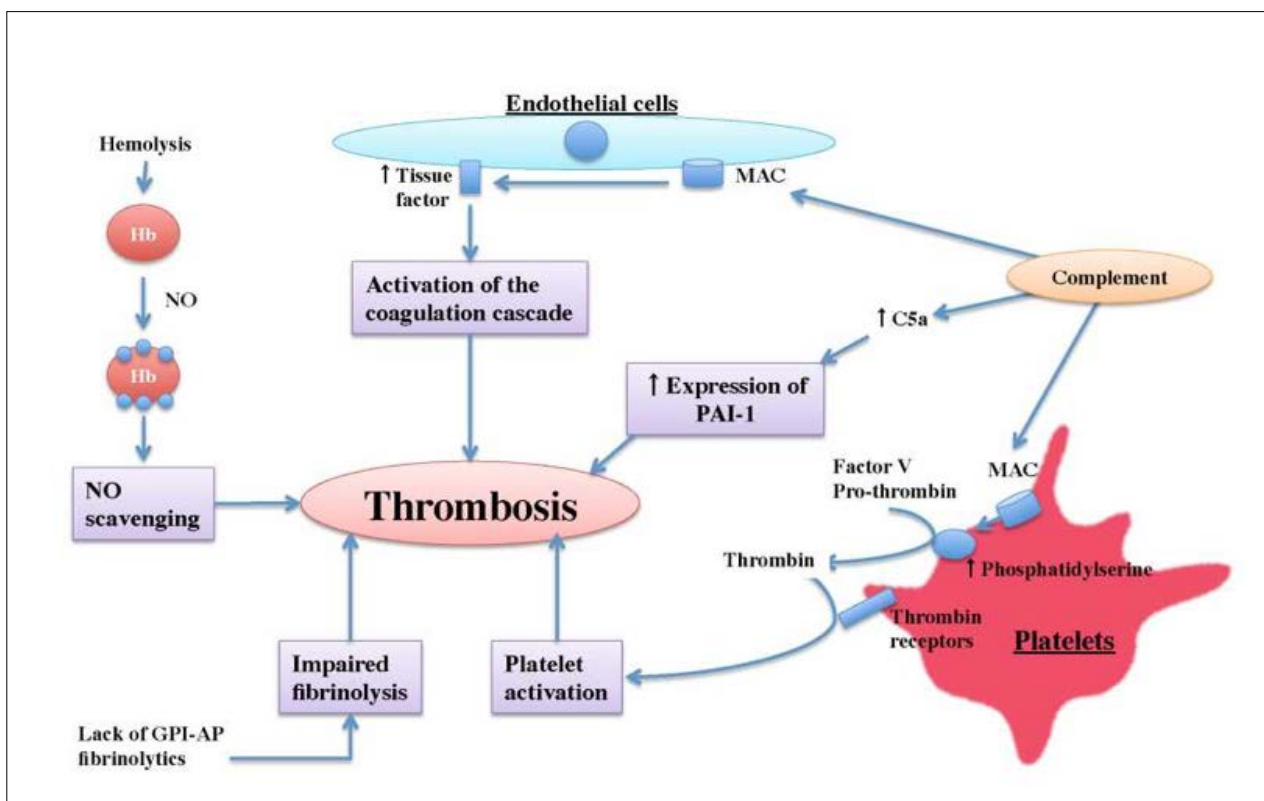 Endothelial cells
Hemolysis
↑ Tissue
factor
MAC
Hb
NO
Hb
Activation of the
coagulation cascade
Complement
↑ C5a
↑ Expression of
PAI-1
NO
scavenging
Thrombosis
Factor V
Pro-thrombin
MAC
Thrombin
↑ Phosphatidylserine
Thrombin
receptors
Platelets
Impaired
fibrinolysis
Platelet
activation
Lack of GPI-AP
fibrinolytics